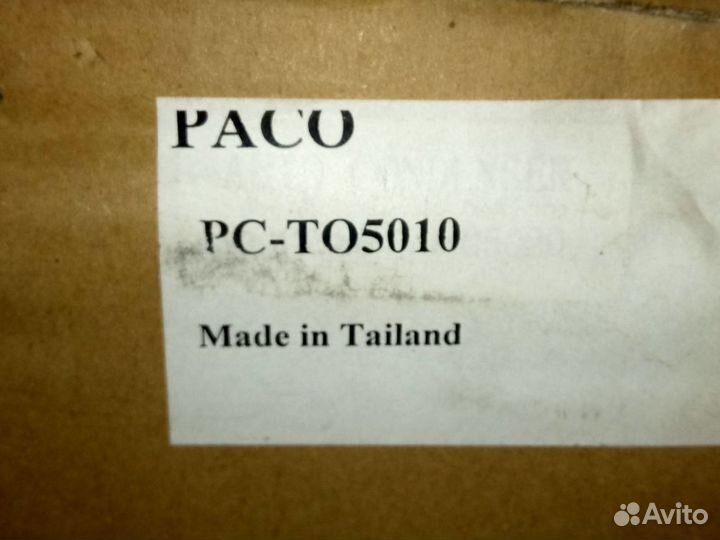 PACO
PC-TO5010
Made in Tailand
Avito